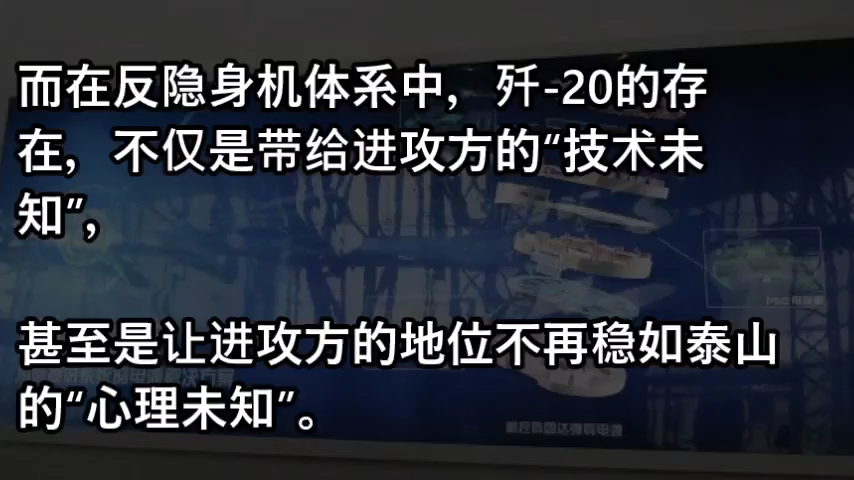 而在反隐身机体系中，歼-20的存
在，不仅是带给进攻方的“技术未
知”，
甚至是让进攻方的地位不再稳如泰山
的“心理未知”。